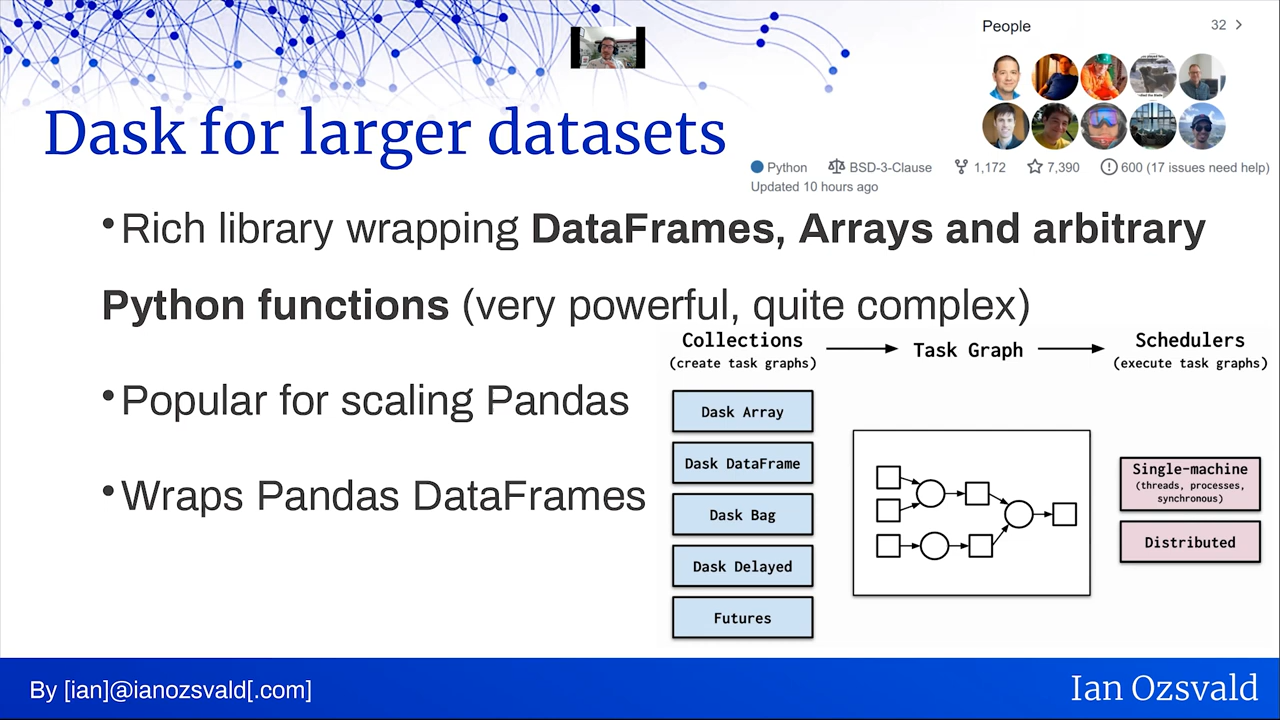 People 32
Dask for larger datasets
Python BSD-3-Clause 1,172 7,390 600 (17 issues need help)
Updated 10 hours ago
•Rich library wrapping DataFrames, Arrays and arbitrary
Python functions (very powerful, quite complex)
•Popular for scaling Pandas
•Wraps Pandas DataFrames
Collections
(create task graphs)
Task Graph
Schedulers
(execute task graphs)
Dask Array
Dask DataFrame
Dask Bag
Dask Delayed
Futures
Single-machine
(threads, processes,
synchronous)
Distributed
By [ian]@ianozsvald[.com]
Ian Ozsvald